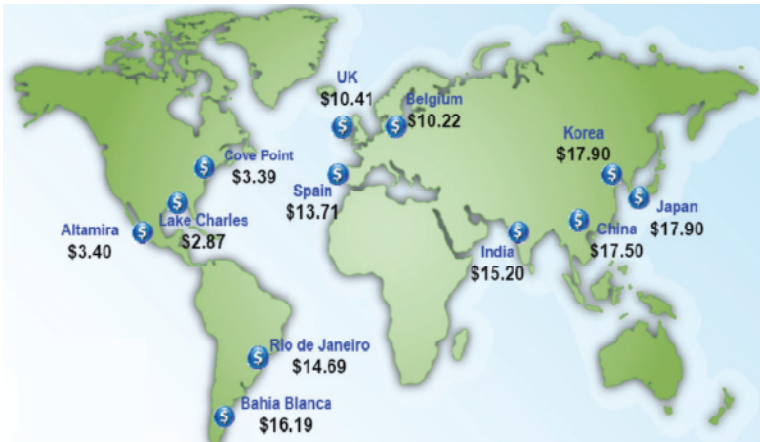 UK
$10.41
Belgium
$10.22
Korea
$17.90
Cove Point
$3.39
Spain
$13.71
Japan
$17.90
Altamira
$3.40
Lake Charles
$2.87
India
$15.20
China
$17.50
Rio de Janeiro
$14.69
Bahia Blanca
$16.19